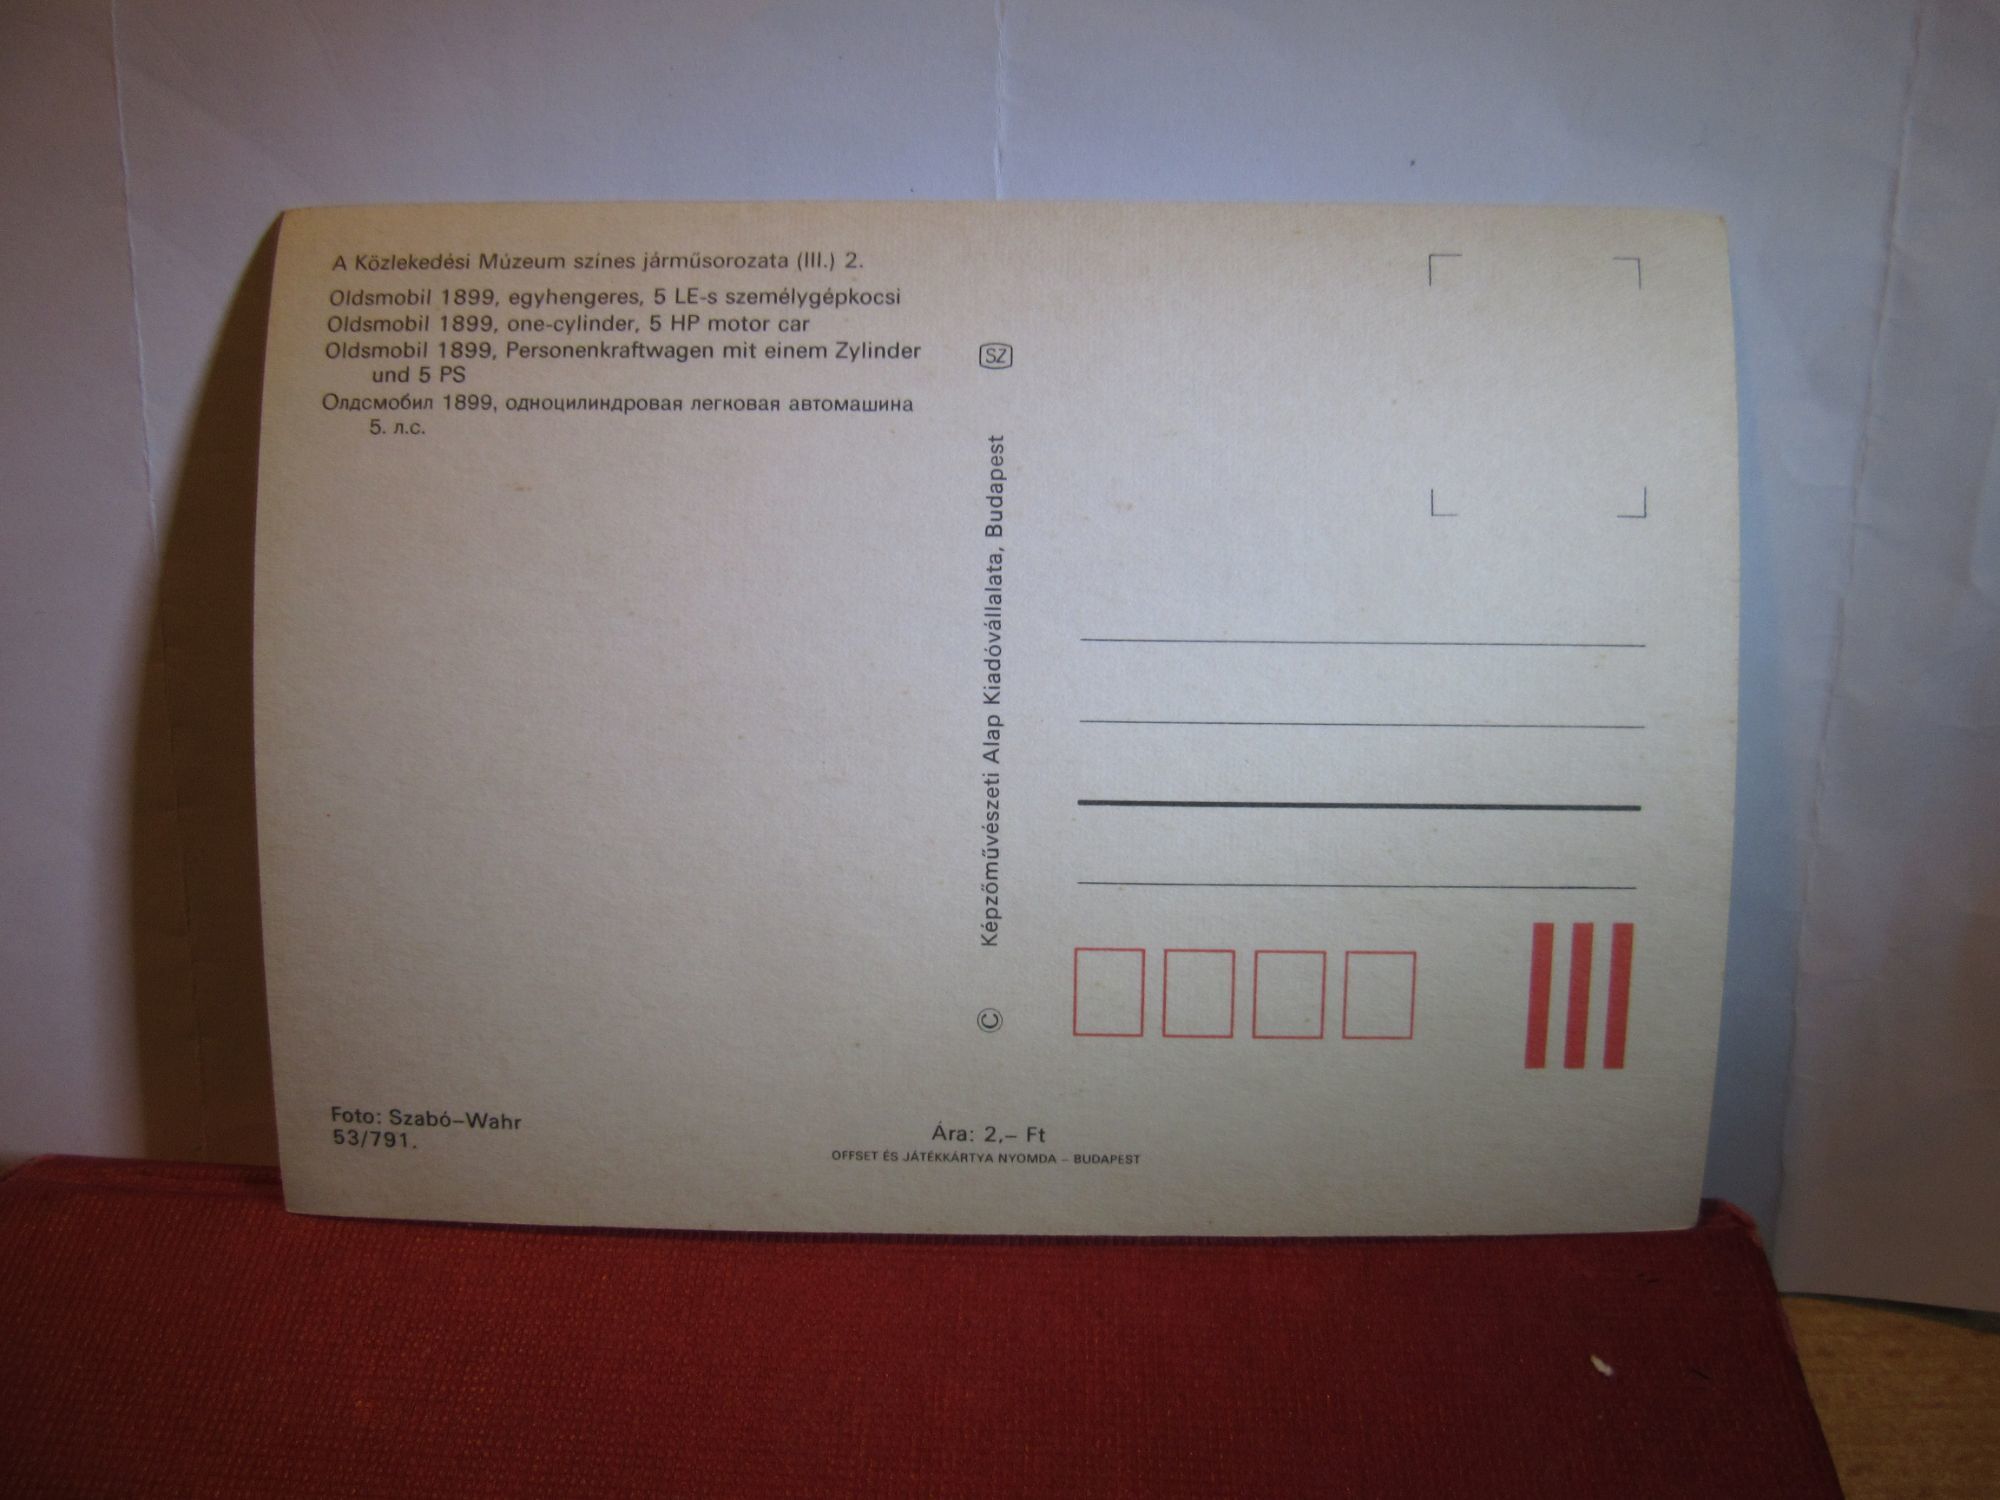 A Közlekedési Múzeum színes járműsorozata (III.) 2.
Oldsmobil 1899, egyhengeres, 5 LE-s személygépkocsi
Oldsmobil 1899, one-cylinder, 5 HP motor car
Oldsmobil 1899, Personenkraftwagen mit einem Zylinder
und 5 PS
Олдсмобил 1899, одноцилиндровая легковая автомашина
5. л.с.
SZ
© Képzőművészeti Alap Kiadóvállalata, Budapest
Foto: Szabó–Wahr
53/791.
Ára: 2,– Ft
OFFSET ÉS JÁTÉKKÁRTYA NYOMDA – BUDAPEST